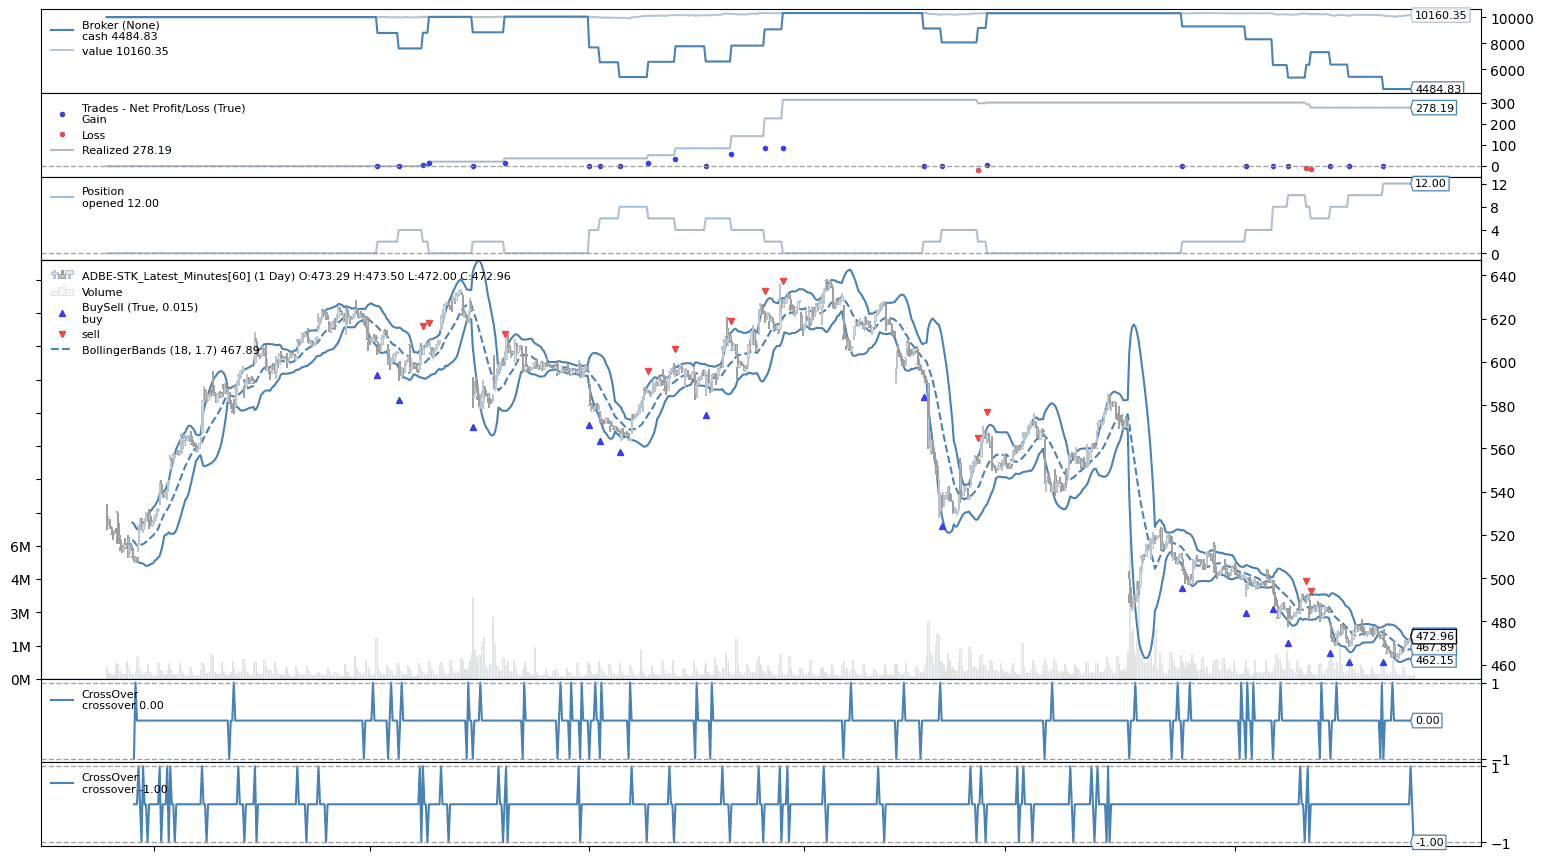 Broker (None)
cash 4484.83
value 10160.35
10160.35
10000
8000
6000
4484.83
Trades - Net Profit/Loss (True)
Gain
Loss
Realized 278.19
300
278.19
200
100
0
Position
opened 12.00
12.00
12
8
4
0
ADBE-STK_Latest_Minutes[60] (1 Day) O:473.29 H:473.50 L:472.00 C:472.96
Volume
BuySell (True, 0.015)
buy
sell
BollingerBands (18, 1.7) 467.89
640
620
600
580
560
540
520
500
480
460
472.96
467.89
462.15
6M
4M
3M
1M
0M
CrossOver
crossover 0.00
1
0.00
−1
CrossOver
crossover -1.00
1
-1.00
−1